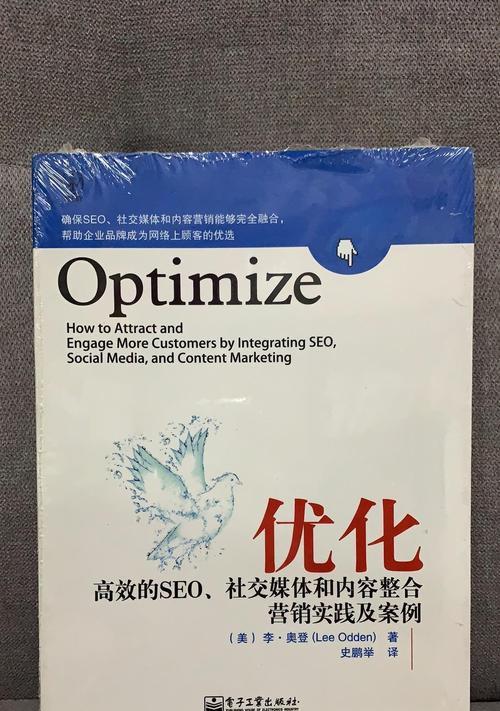 确保SEO、社交媒体和内容营销能够完全融合，
帮助企业品牌成为网络上顾客的优选
Optimize
How to Attract and
Engage More Customers by Integrating SEO,
Social Media, and Content Marketing
优化
高效的SEO、社交媒体和内容整合
营销实践及案例
（美）李·奥登 (Lee Odden) 著
史鹏举 译
电子工业出版社